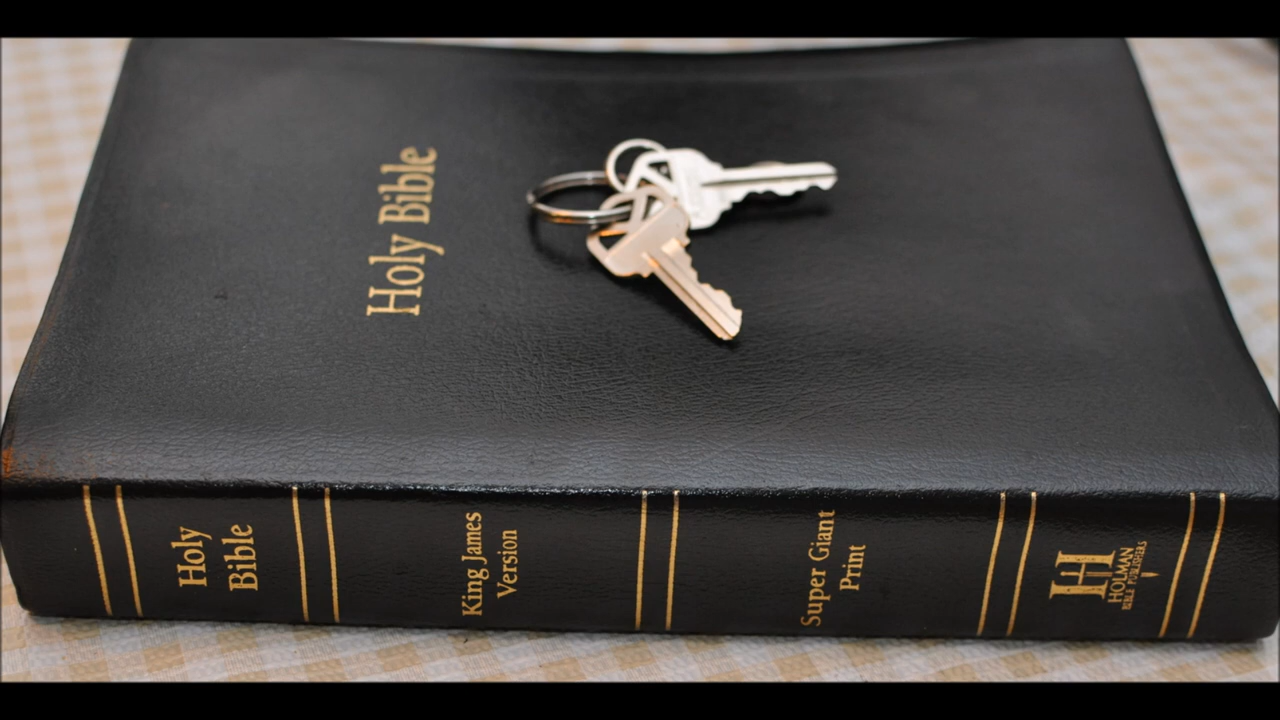 Holy Bible
Holy
Bible
King James
Version
Super Giant
Print
HOLMAN
BIBLE PUBLISHERS